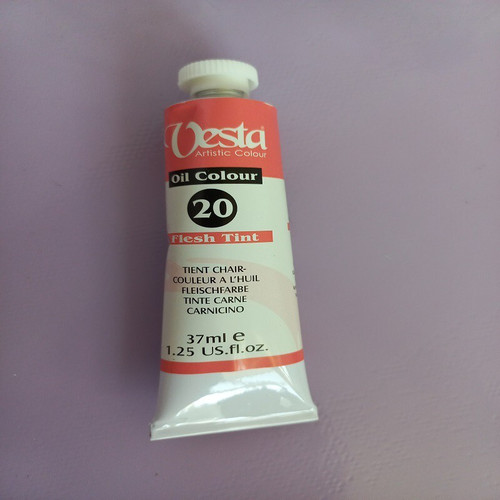 Vesta
Artistic Colour
Oil Colour
20
Flesh Tint
TIENT CHAIR-
COULEUR A L'HUIL
FLEISCHFARBE
TINTE CARNE
CARNICINO
37ml e
1.25 US.fl.oz.